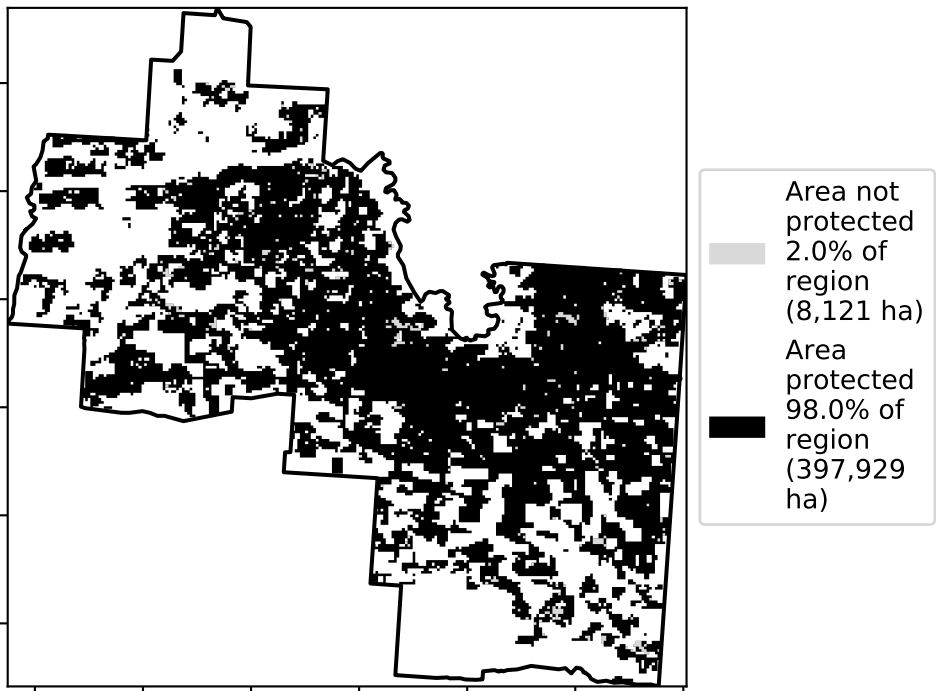 Area not
protected
2.0% of
region
(8,121 ha)
Area
protected
98.0% of
region
(397,929
ha)